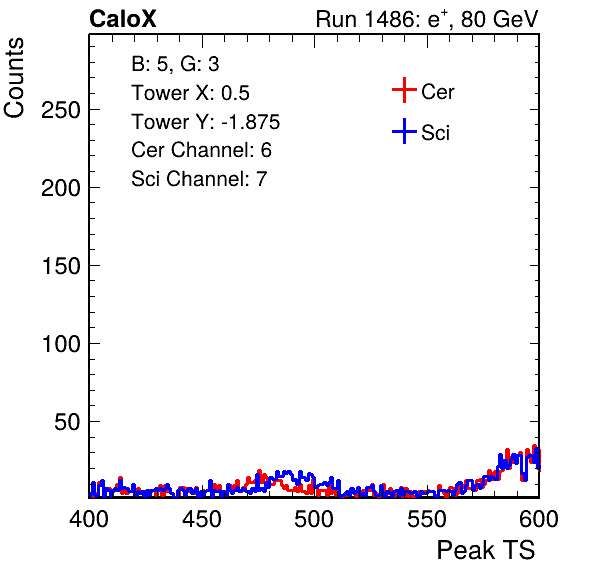 CaloX Run 1486: e⁺, 80 GeV
B: 5, G: 3
Tower X: 0.5
Tower Y: -1.875
Cer Channel: 6
Sci Channel: 7
Cer
Sci
Counts
250
200
150
100
50
400 450 500 550 600
Peak TS